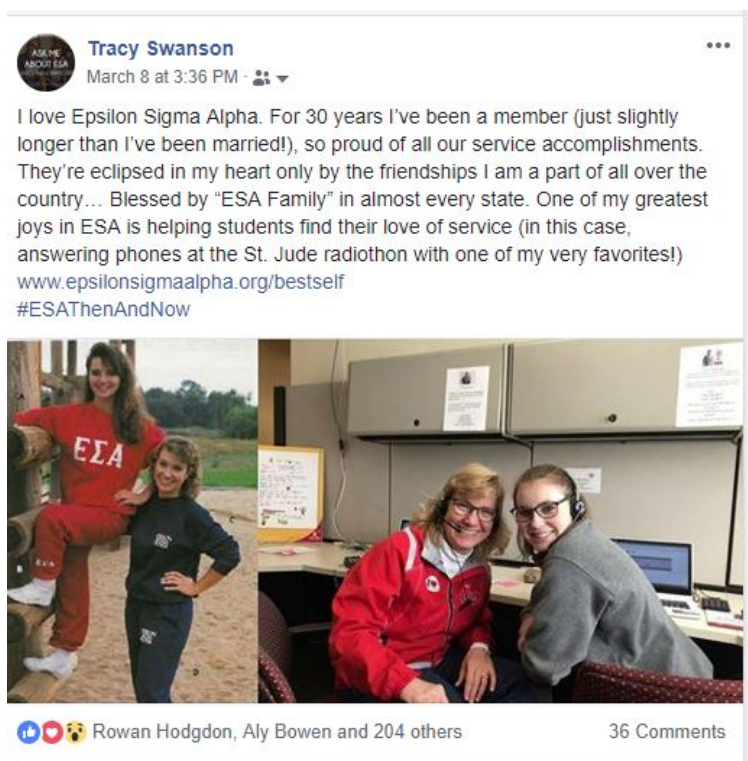 ASK ME
ABOUT ESA
Tracy Swanson
March 8 at 3:36 PM ·
I love Epsilon Sigma Alpha. For 30 years I've been a member (just slightly
longer than I've been married!), so proud of all our service accomplishments.
They're eclipsed in my heart only by the friendships I am a part of all over the
country… Blessed by “ESA Family” in almost every state. One of my greatest
joys in ESA is helping students find their love of service (in this case,
answering phones at the St. Jude radiothon with one of my very favorites!)
www.epsilonsigmaalpha.org/bestself
#ESAThenAndNow
ΕΣΑ
Rowan Hodgdon, Aly Bowen and 204 others
36 Comments